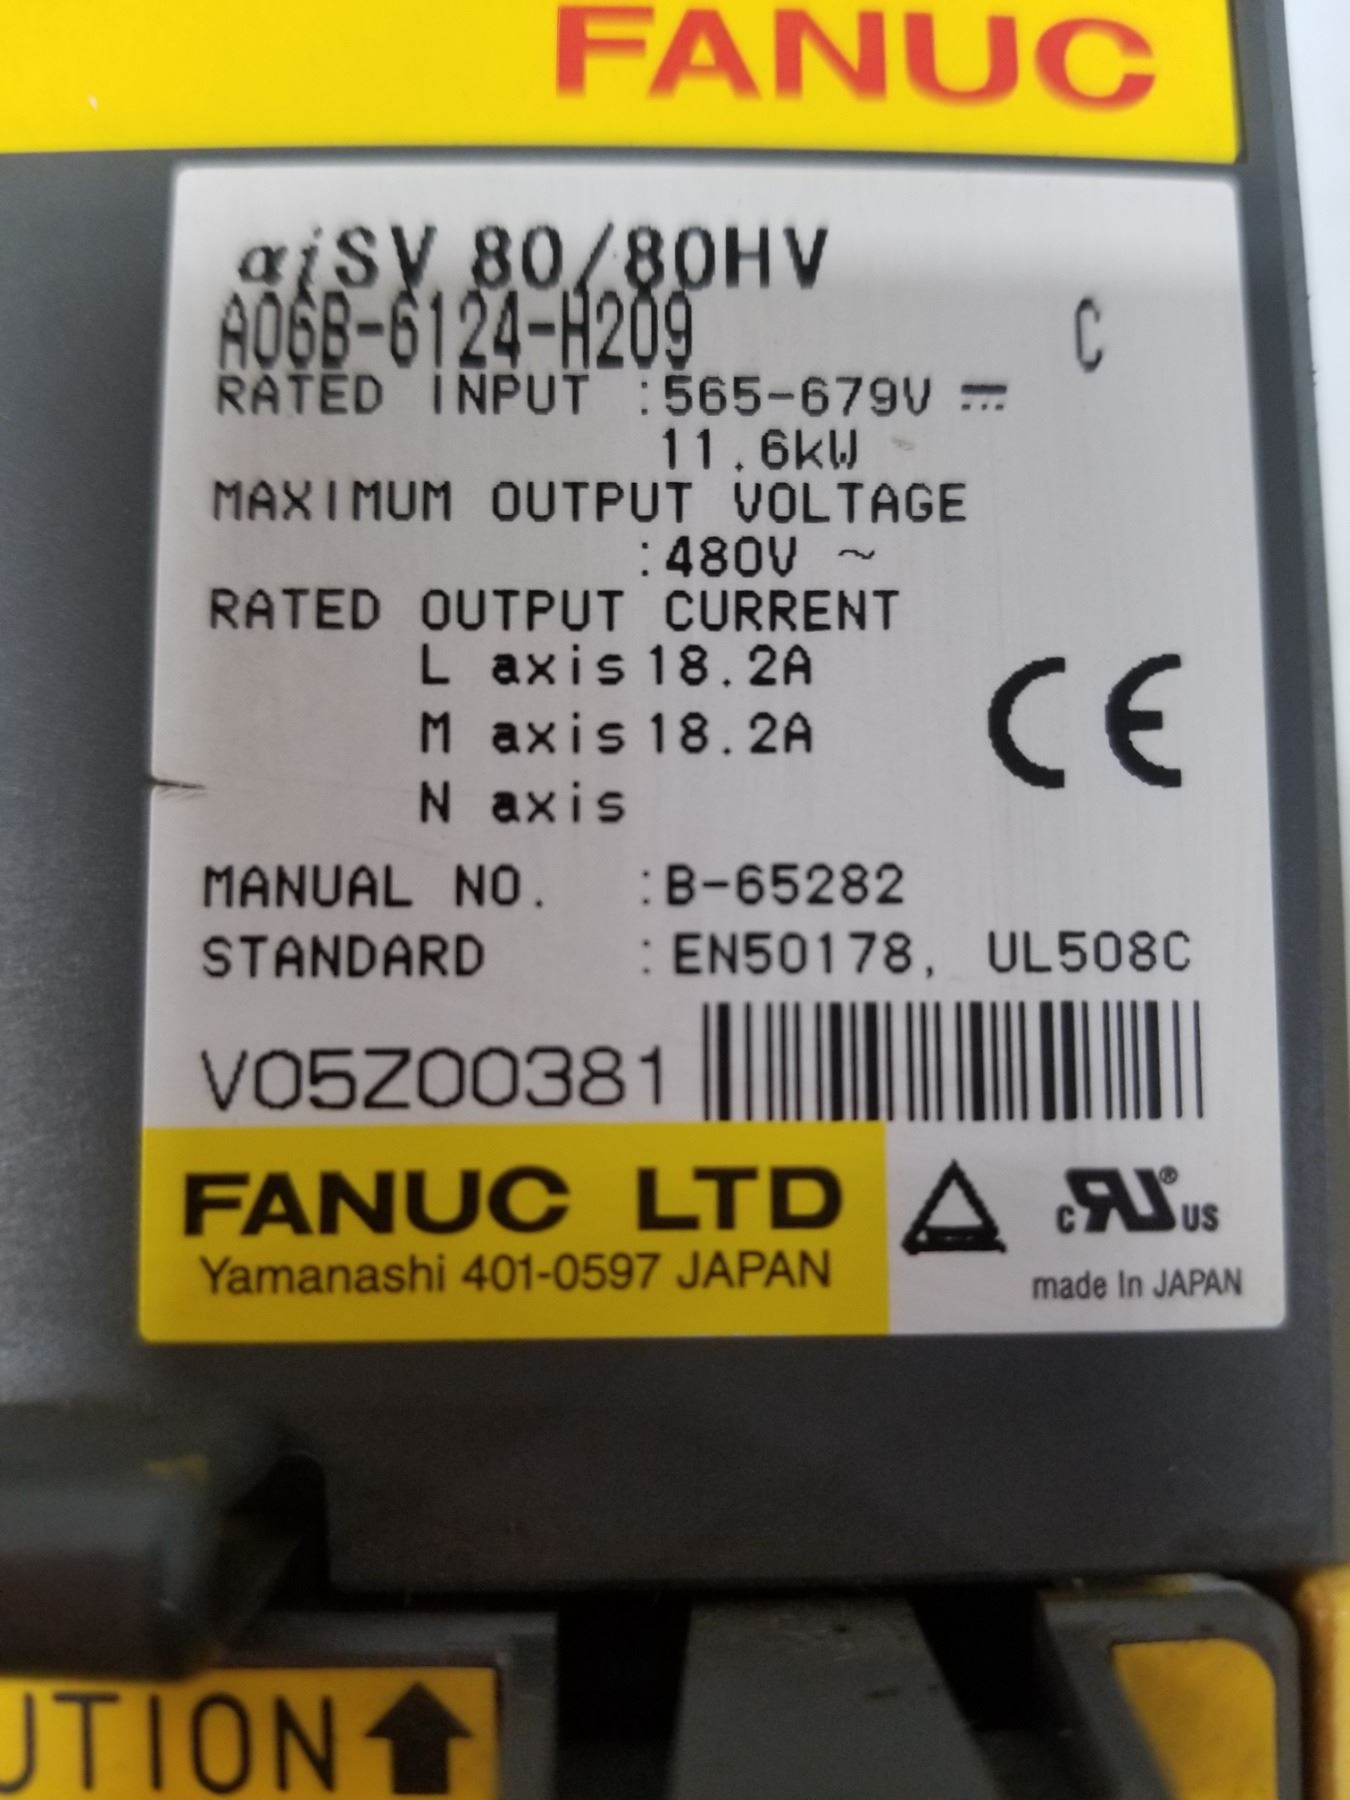 FANUC
αiSV 80/80HV
A06B-6124-H209 C
RATED INPUT :565-679V ⎓
11.6kW
MAXIMUM OUTPUT VOLTAGE
:480V ~
RATED OUTPUT CURRENT
L axis 18.2A
M axis 18.2A
N axis
MANUAL NO. :B-65282
STANDARD :EN50178, UL508C
V05Z00381
FANUC LTD
Yamanashi 401-0597 JAPAN
CE
c RU ® US
made In JAPAN
UTION